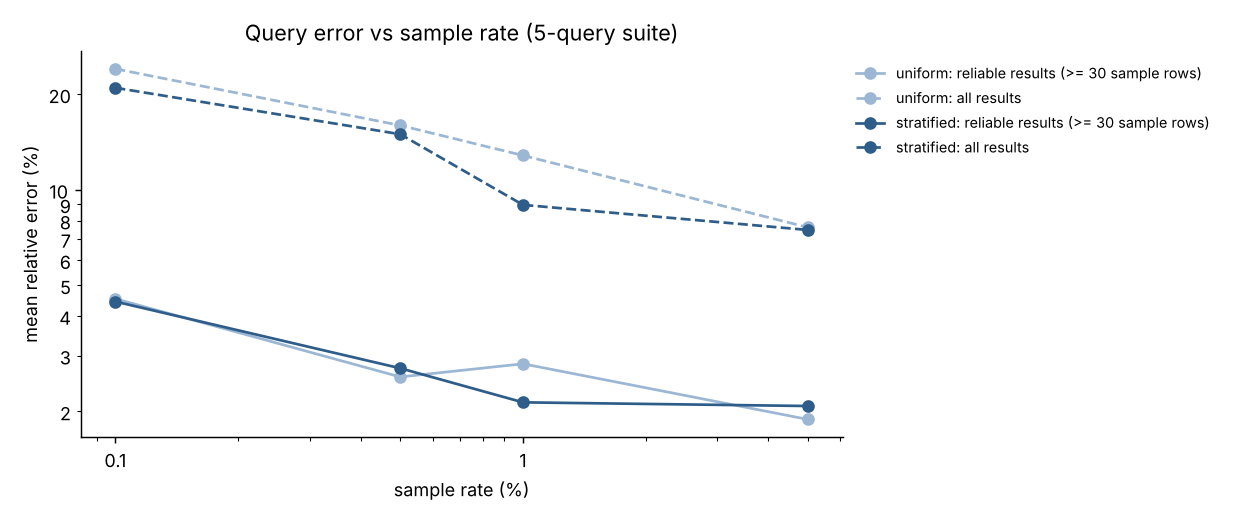 Query error vs sample rate (5-query suite)
uniform: reliable results (>= 30 sample rows)
uniform: all results
stratified: reliable results (>= 30 sample rows)
stratified: all results
mean relative error (%)
20
10
9
8
7
6
5
4
3
2
0.1
1
sample rate (%)